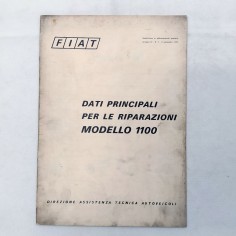 FIAT
DATI PRINCIPALI
PER LE RIPARAZIONI
MODELLO 1100
DIREZIONE ASSISTENZA TECNICA AUTOVEICOLI